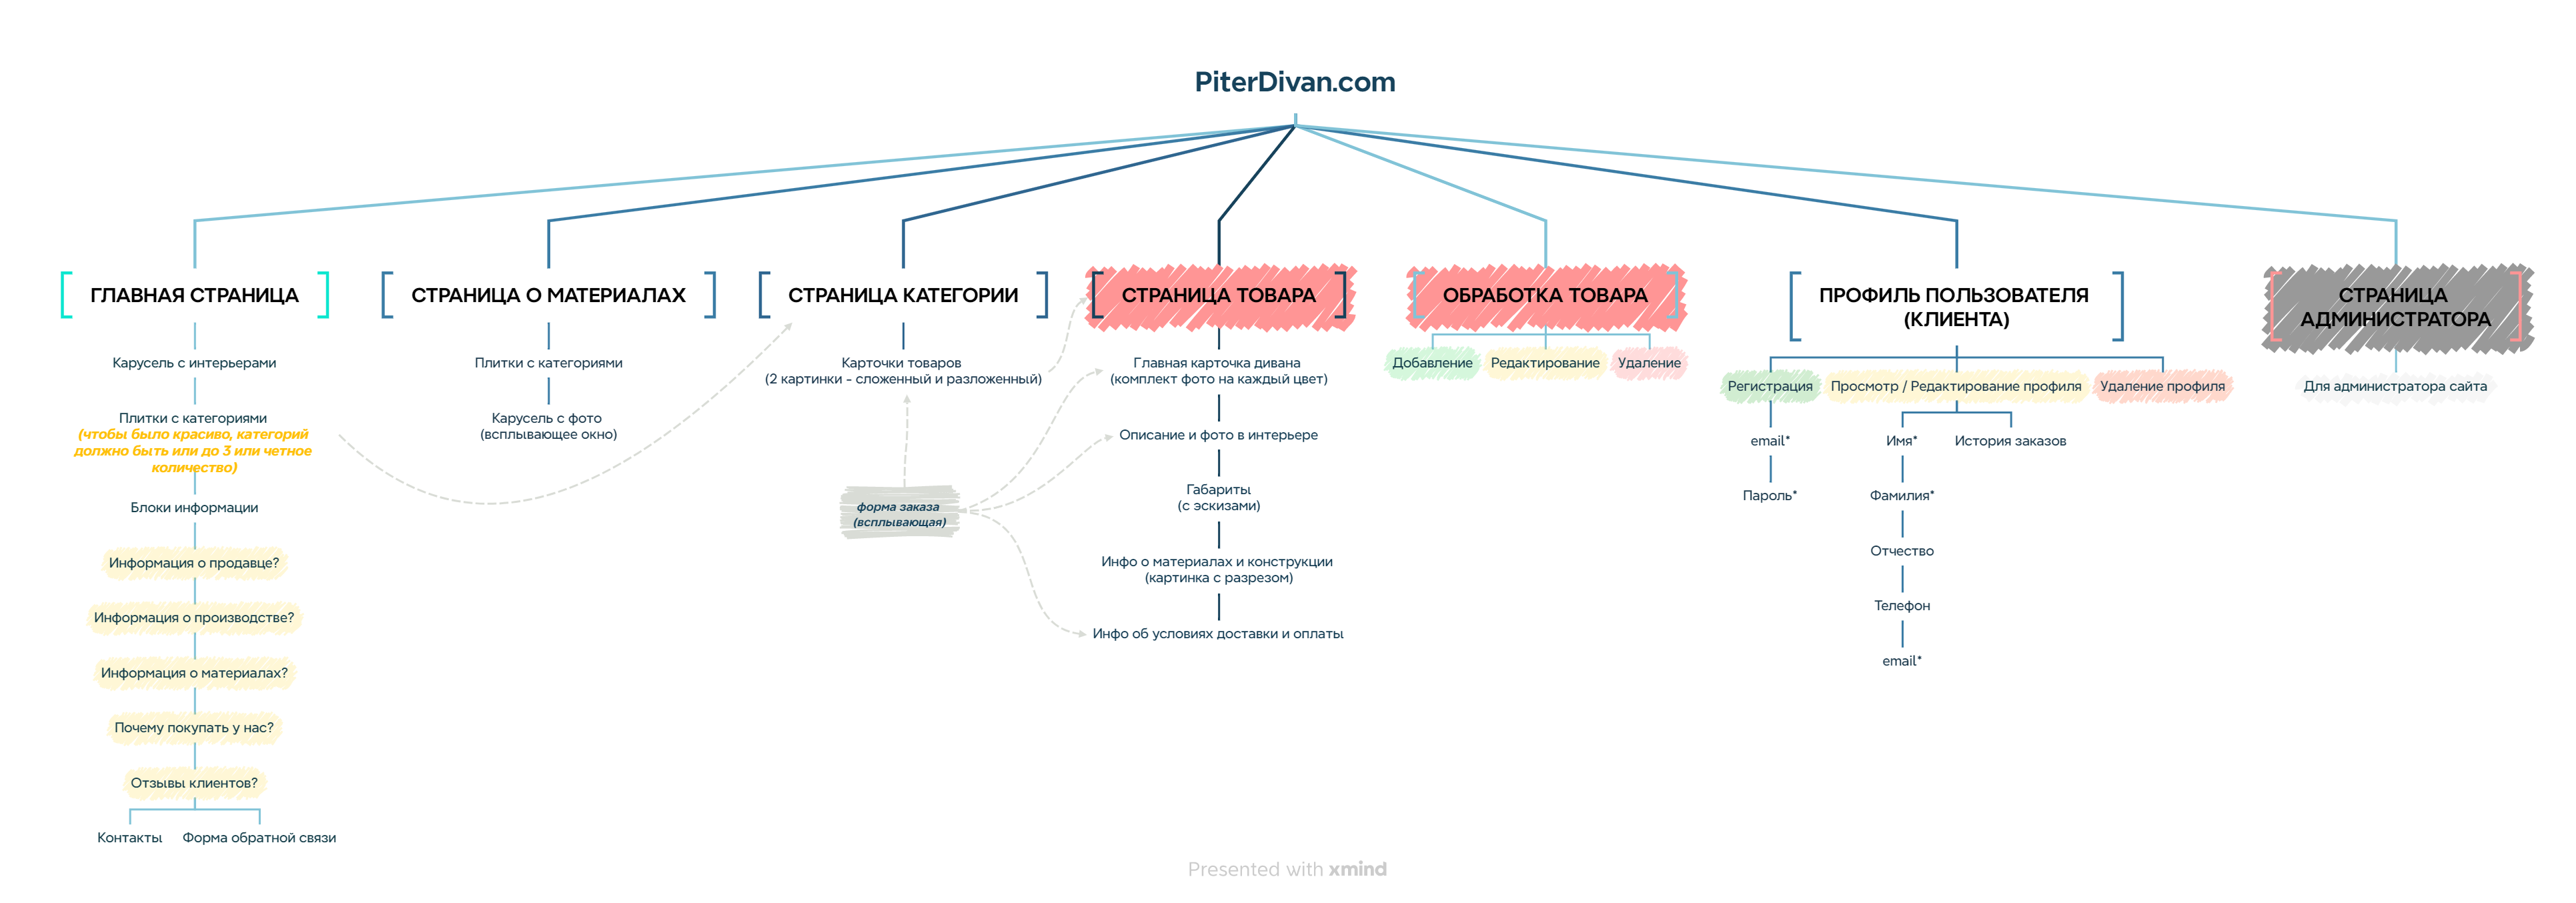 PiterDivan.com
ГЛАВНАЯ СТРАНИЦА
Карусель с интерьерами
Плитки с категориями
(чтобы было красиво, категорий
должно быть или до 3 или четное
количество)
Блоки информации
Информация о продавце?
Информация о производстве?
Информация о материалах?
Почему покупать у нас?
Отзывы клиентов?
Контакты
Форма обратной связи
СТРАНИЦА О МАТЕРИАЛАХ
Плитки с категориями
Карусель с фото
(всплывающее окно)
СТРАНИЦА КАТЕГОРИИ
Карточки товаров
(2 картинки - сложенный и разложенный)
форма заказа
(всплывающая)
СТРАНИЦА ТОВАРА
Главная карточка дивана
(комплект фото на каждый цвет)
Описание и фото в интерьере
Габариты
(с эскизами)
Инфо о материалах и конструкции
(картинка с разрезом)
Инфо об условиях доставки и оплаты
ОБРАБОТКА ТОВАРА
Добавление
Редактирование
Удаление
ПРОФИЛЬ ПОЛЬЗОВАТЕЛЯ
(КЛИЕНТА)
Регистрация
email*
Пароль*
Просмотр / Редактирование профиля
Имя*
Фамилия*
Отчество
Телефон
email*
История заказов
Удаление профиля
СТРАНИЦА
АДМИНИСТРАТОРА
Для администратора сайта
Presented with xmind